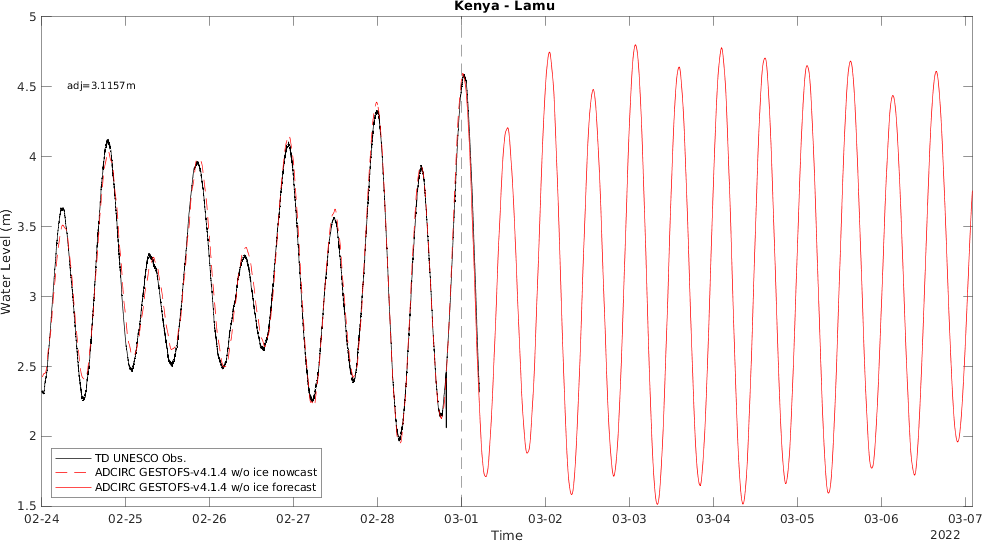 Kenya - Lamu
5
4.5
4
3.5
3
2.5
2
1.5
Water Level (m)
adj=3.1157m
TD UNESCO Obs.
ADCIRC GESTOFS-v4.1.4 w/o ice nowcast
ADCIRC GESTOFS-v4.1.4 w/o ice forecast
02-24 02-25 02-26 02-27 02-28 03-01 03-02 03-03 03-04 03-05 03-06 03-07
Time
2022